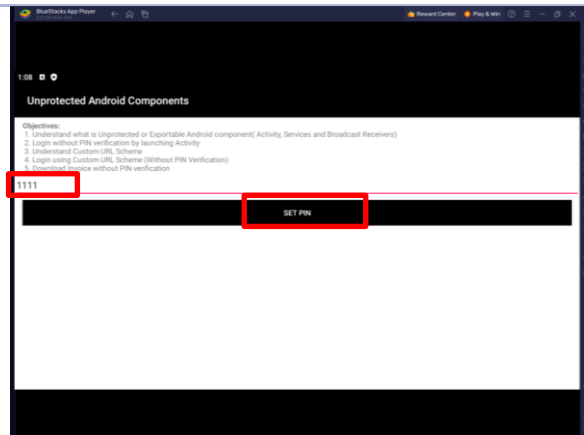 BlueStacks App Player
Reward Center Play & Win
1:08
Unprotected Android Components
Objectives:
1. Understand what is Unprotected or Exportable Android component( Activity, Services and Broadcast Receivers)
2. Login without PIN verification by launching Activity
3. Understand Custom URL Scheme
4. Login using Custom URL Scheme (Without PIN Verification)
5. Download Invoice without PIN verification
1111
SET PIN